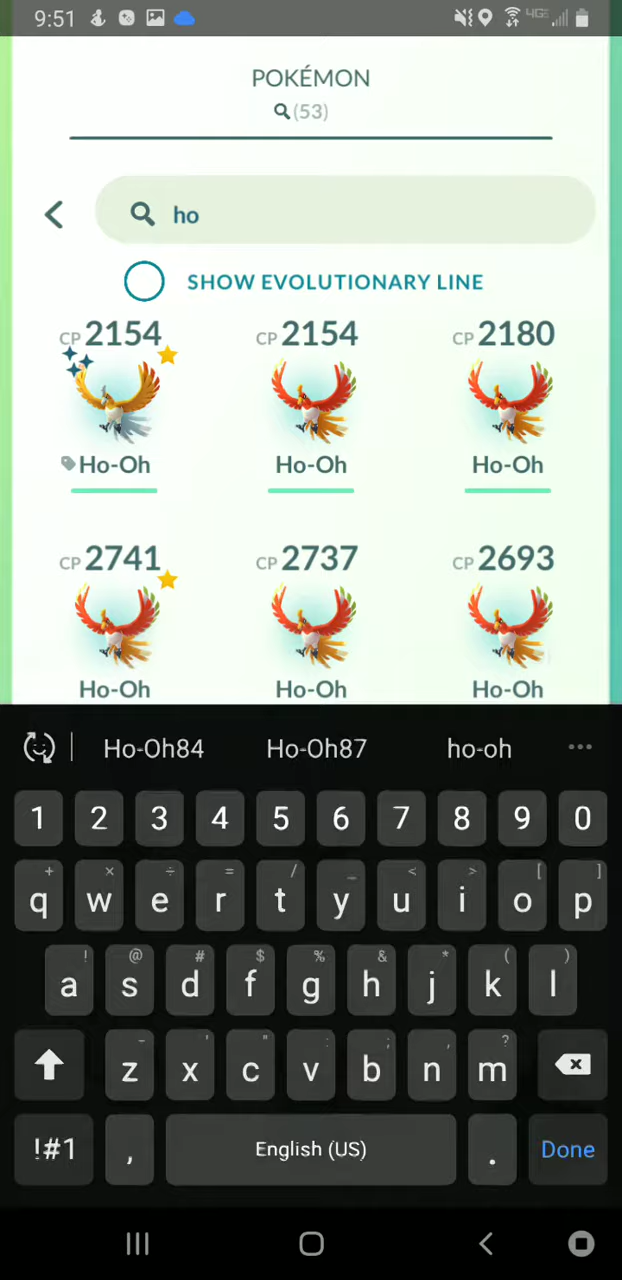 9:51 4GE
POKÉMON
(53)
ho
SHOW EVOLUTIONARY LINE
CP 2154 CP 2154 CP 2180
Ho-Oh Ho-Oh Ho-Oh
CP 2741 CP 2737 CP 2693
Ho-Oh Ho-Oh Ho-Oh
Ho-Oh84 Ho-Oh87 ho-oh ...
1 2 3 4 5 6 7 8 9 0
+ × ÷ = / _ < > [ ]
q w e r t y u i o p
! @ # $ % & * ( )
a s d f g h j k l
- ' " : ; , ?
z x c v b n m
!#1 , English (US) . Done